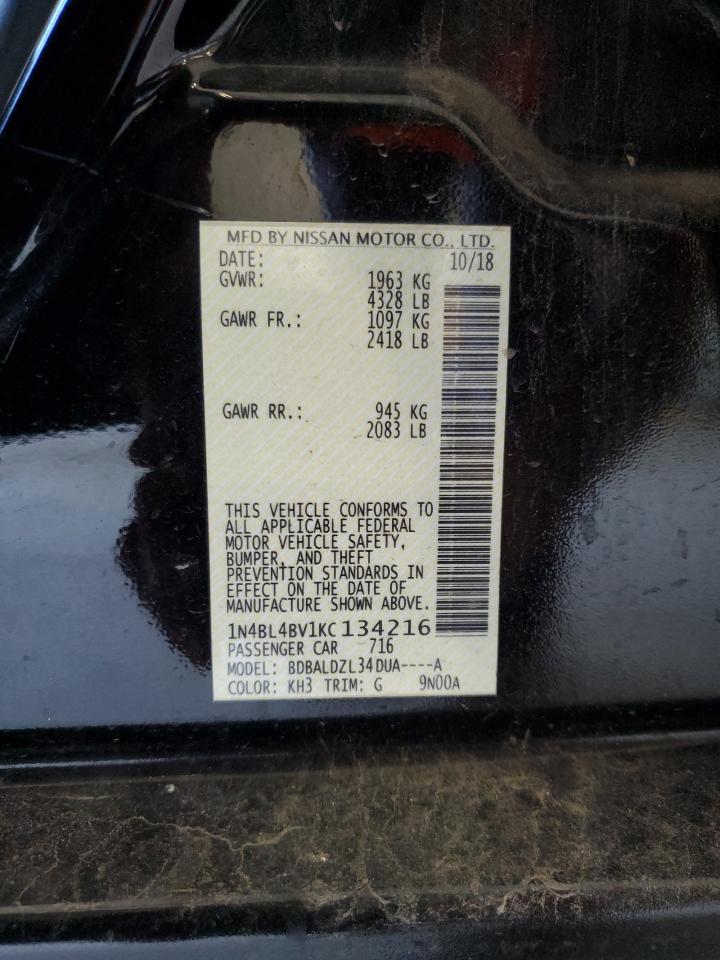 MFD BY NISSAN MOTOR CO., LTD.
DATE: 10/18
GVWR: 1963 KG
4328 LB
GAWR FR.: 1097 KG
2418 LB
GAWR RR.: 945 KG
2083 LB
THIS VEHICLE CONFORMS TO
ALL APPLICABLE FEDERAL
MOTOR VEHICLE SAFETY,
BUMPER, AND THEFT
PREVENTION STANDARDS IN
EFFECT ON THE DATE OF
MANUFACTURE SHOWN ABOVE.
1N4BL4BV1KC134216
PASSENGER CAR 716
MODEL: BDBALDZL34DUA----A
COLOR: KH3 TRIM: G 9N00A